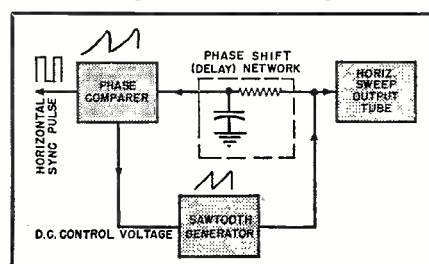 PHASE SHIFT
(DELAY) NETWORK
PHASE
COMPARER
HORIZ.
SWEEP
OUTPUT
TUBE
HORIZONTAL
SYNC PULSE
D.C. CONTROL VOLTAGE
SAWTOOTH
GENERATOR